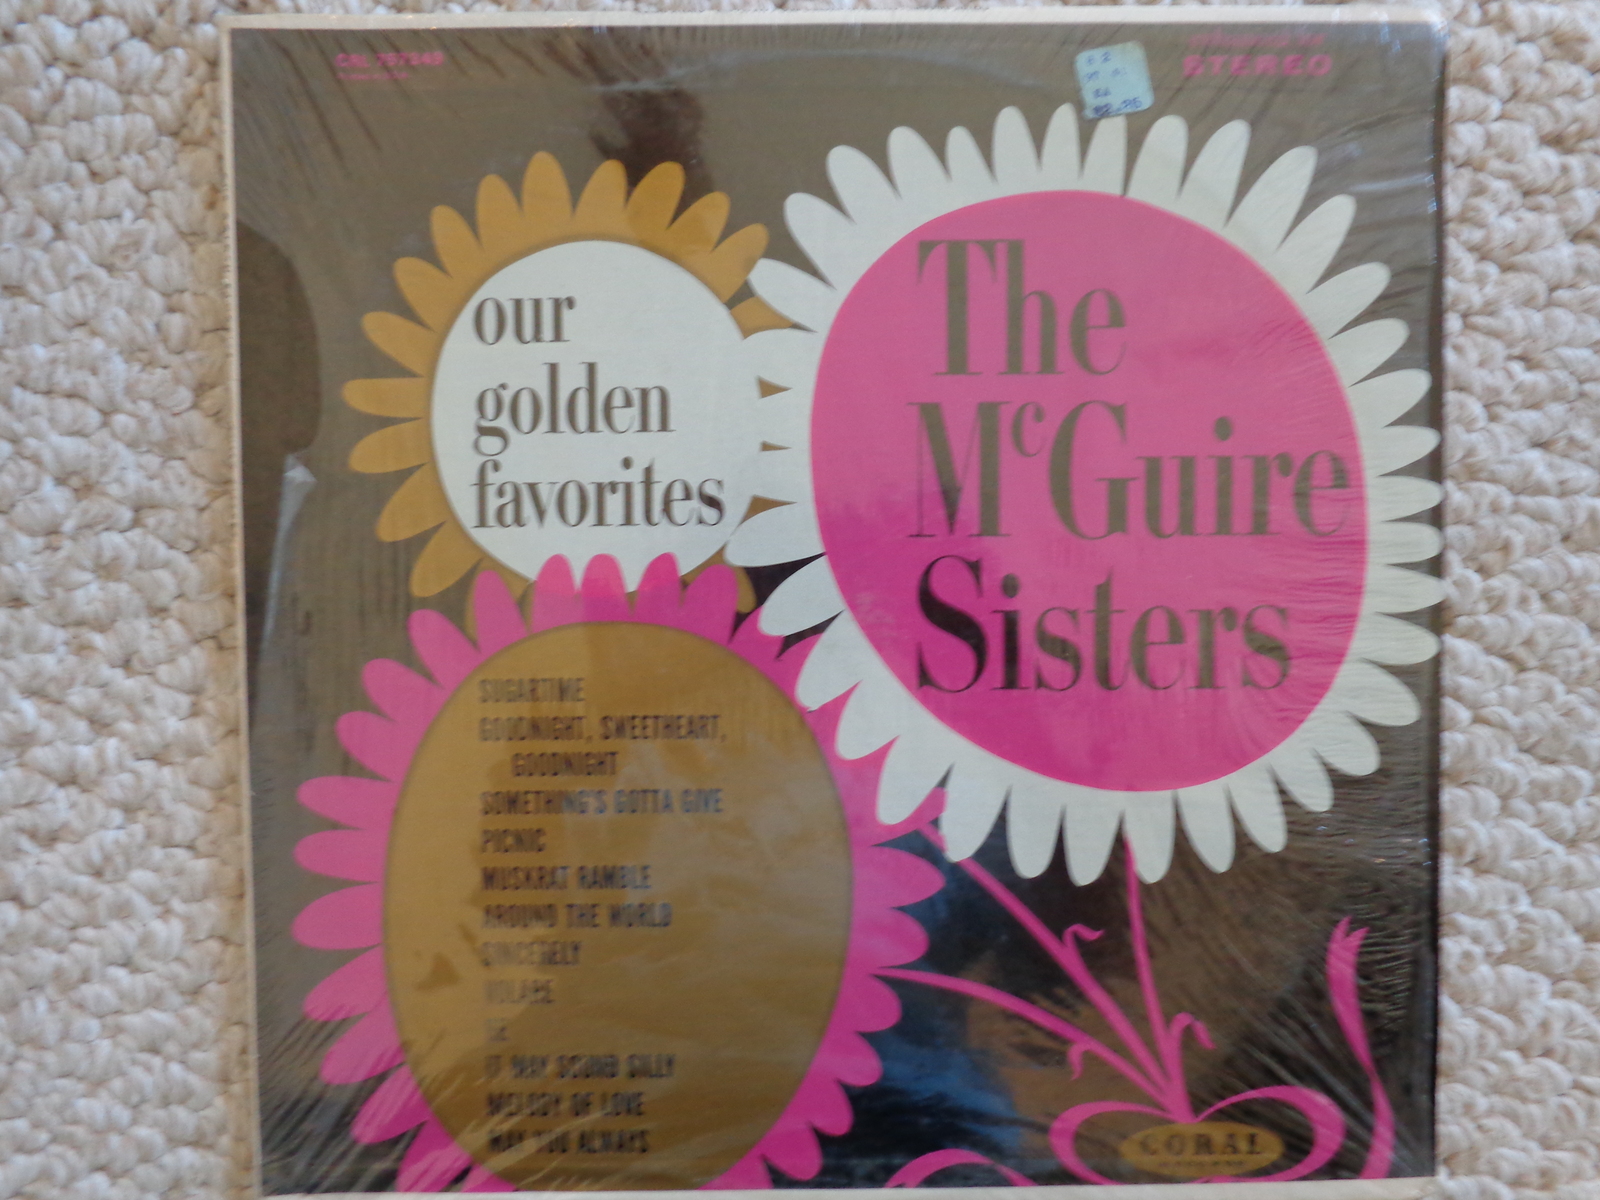 CRL 757349
STEREO
our
golden
favorites
The
McGuire
Sisters
SUGARTIME
GOODNIGHT, SWEETHEART,
GOODNIGHT
SOMETHING'S GOTTA GIVE
PICNIC
MUSKRAT RAMBLE
AROUND THE WORLD
SINCERELY
VOLARE
IT MAY SOUND SILLY
MELODY OF LOVE
MAY YOU ALWAYS
CORAL